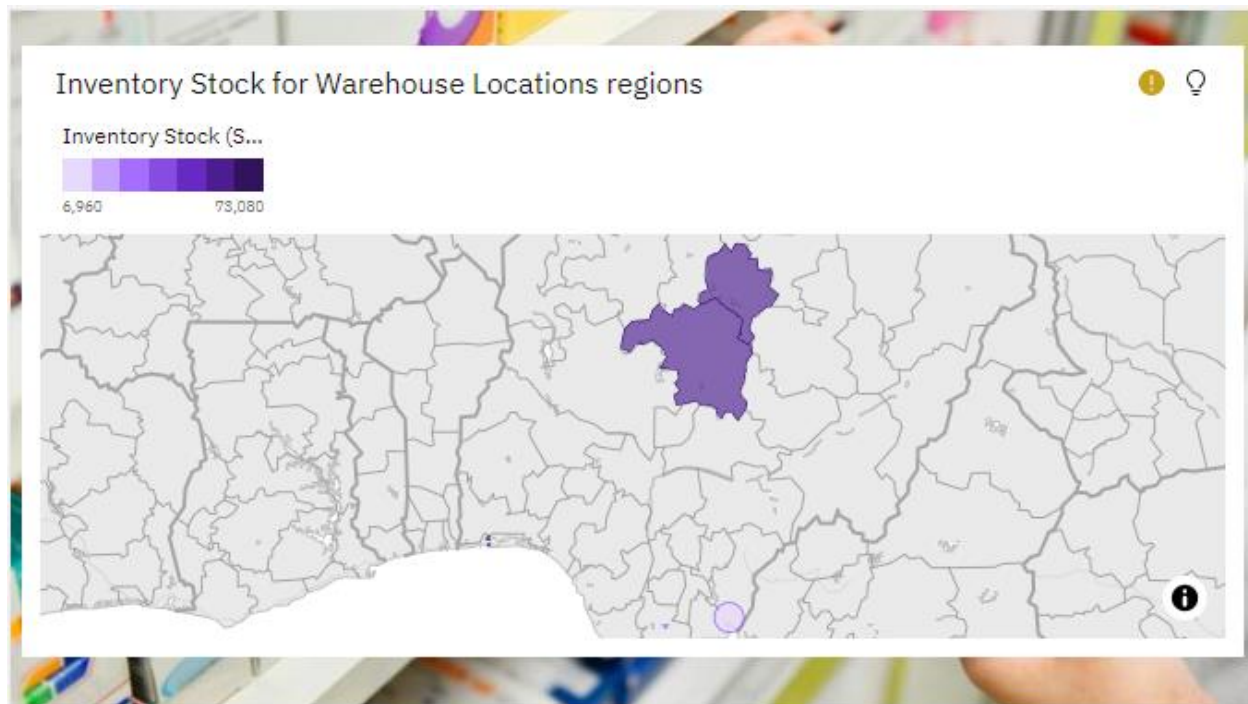 Inventory Stock for Warehouse Locations regions
Inventory Stock (S...
6,960 73,080